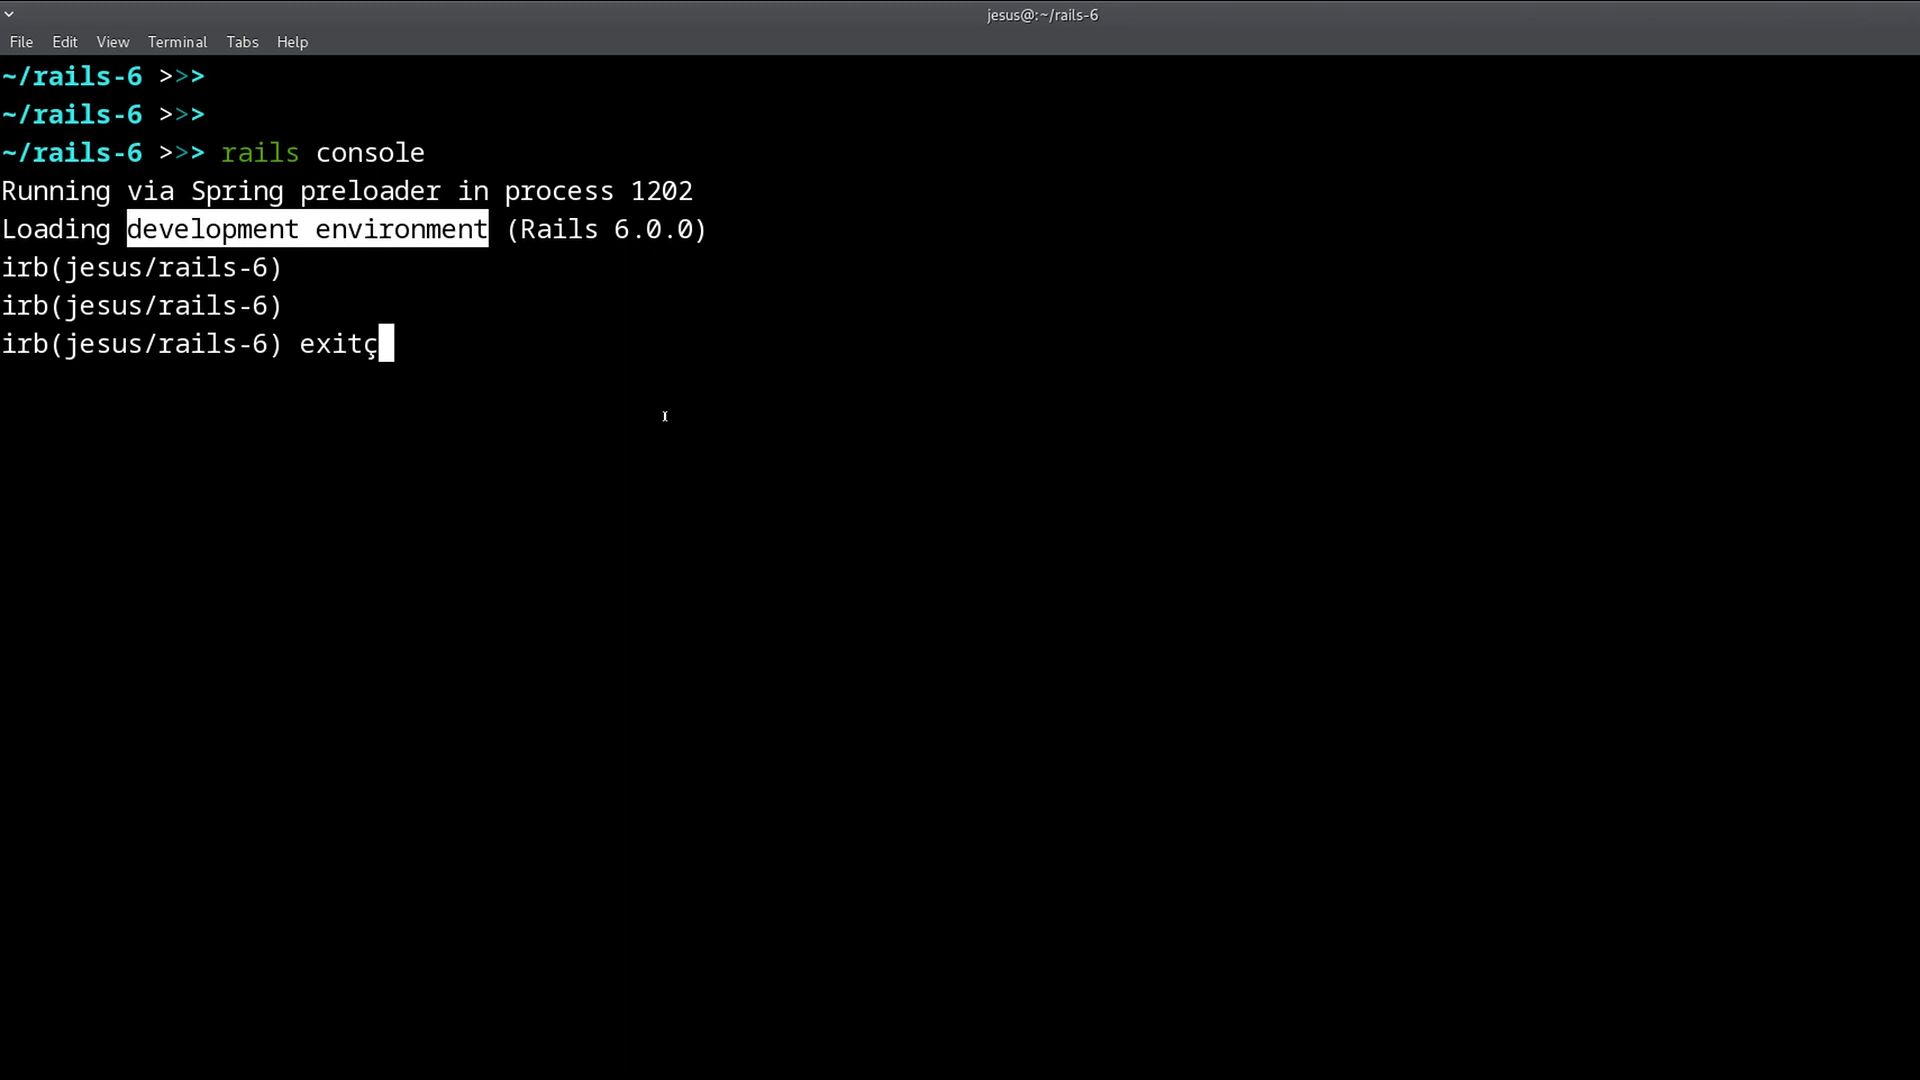 jesus@:~/rails-6
File Edit View Terminal Tabs Help
~/rails-6 >>>
~/rails-6 >>>
~/rails-6 >>> rails console
Running via Spring preloader in process 1202
Loading development environment (Rails 6.0.0)
irb(jesus/rails-6)
irb(jesus/rails-6)
irb(jesus/rails-6) exitç